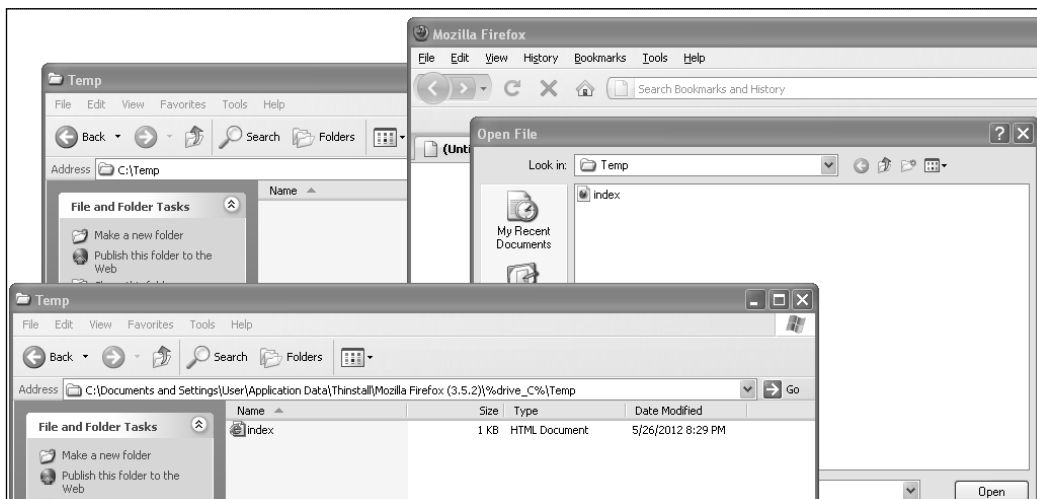 Mozilla Firefox
File Edit View History Bookmarks Tools Help
Search Bookmarks and History
(Unti
Temp
File Edit View Favorites Tools Help
Back Search Folders
Address C:\Temp
Name
File and Folder Tasks
Make a new folder
Publish this folder to the
Web
Open File
Look in: Temp
index
My Recent
Documents
Temp
File Edit View Favorites Tools Help
Back Search Folders
Address C:\Documents and Settings\User\Application Data\Thinstall\Mozilla Firefox (3.5.2)\%drive_C%\Temp Go
Name Size Type Date Modified
index 1 KB HTML Document 5/26/2012 8:29 PM
File and Folder Tasks
Make a new folder
Publish this folder to the
Web
Open